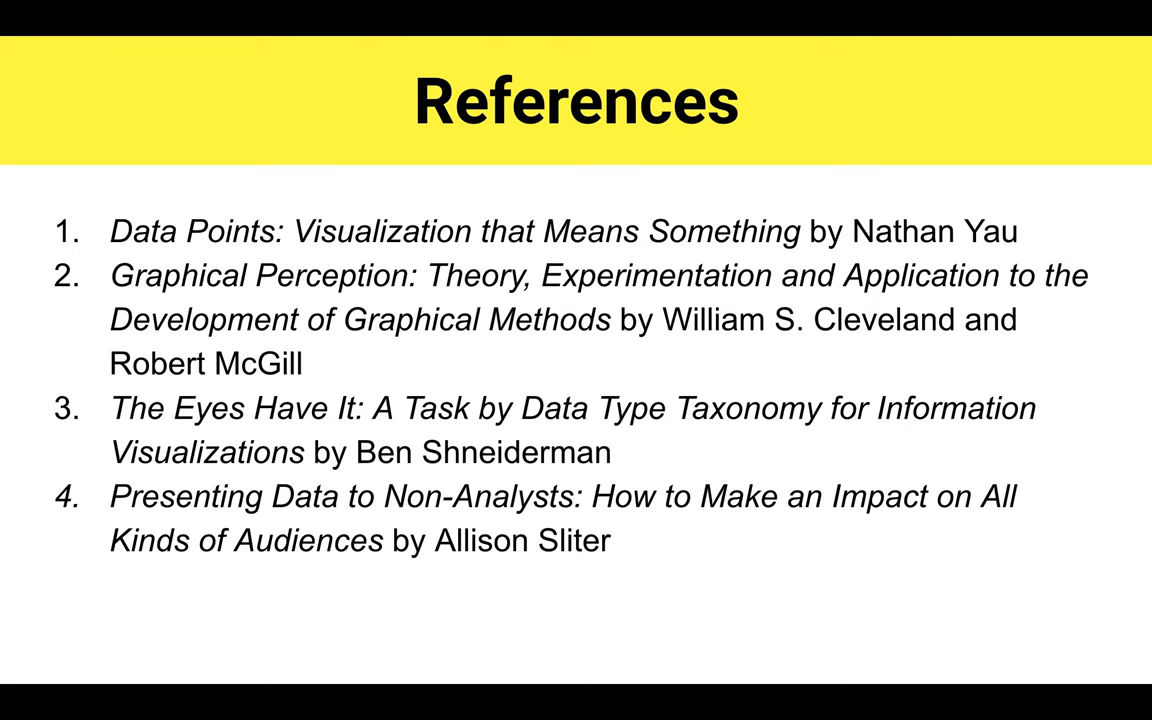 References
1. Data Points: Visualization that Means Something by Nathan Yau
2. Graphical Perception: Theory, Experimentation and Application to the
Development of Graphical Methods by William S. Cleveland and
Robert McGill
3. The Eyes Have It: A Task by Data Type Taxonomy for Information
Visualizations by Ben Shneiderman
4. Presenting Data to Non-Analysts: How to Make an Impact on All
Kinds of Audiences by Allison Sliter